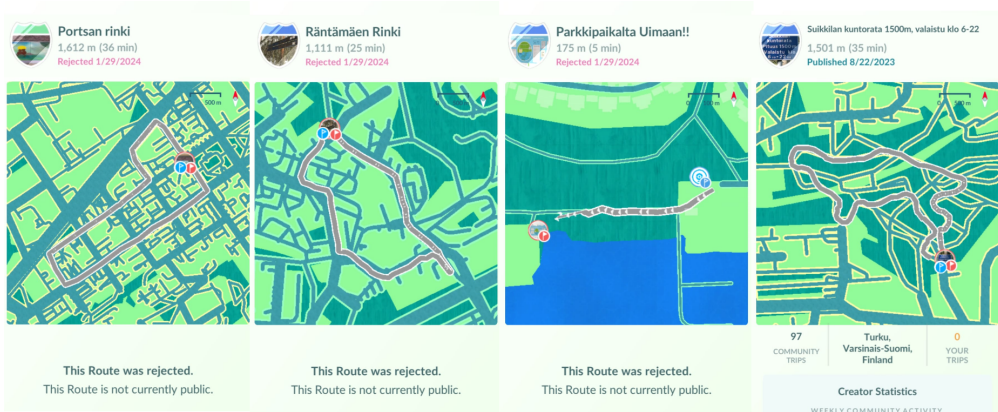 Portsan rinki
1,612 m (36 min)
Rejected 1/29/2024
500 m
This Route was rejected.
This Route is not currently public.
Räntämäen Rinki
1,111 m (25 min)
Rejected 1/29/2024
This Route was rejected.
This Route is not currently public.
Parkkipaikalta Uimaan!!
175 m (5 min)
Rejected 1/29/2024
This Route was rejected.
This Route is not currently public.
Suikkilan kuntorata 1500m, valaistu klo 6-22
1,501 m (35 min)
Published 8/22/2023
97
COMMUNITY
TRIPS
Turku,
Varsinais-Suomi,
Finland
0
YOUR
TRIPS
Creator Statistics
WEEKLY COMMUNITY ACTIVITY